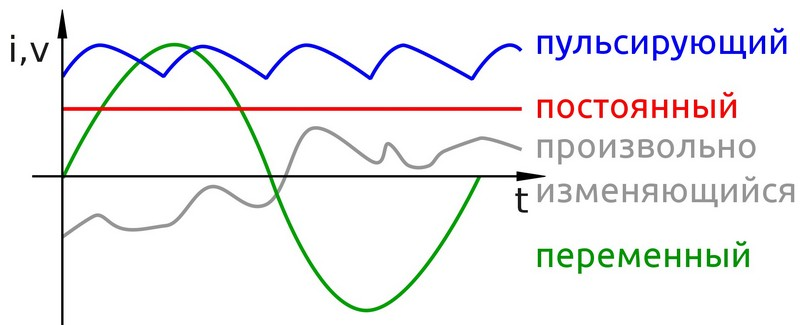 i,v
пульсирующий
постоянный
произвольно
изменяющийся
t
переменный